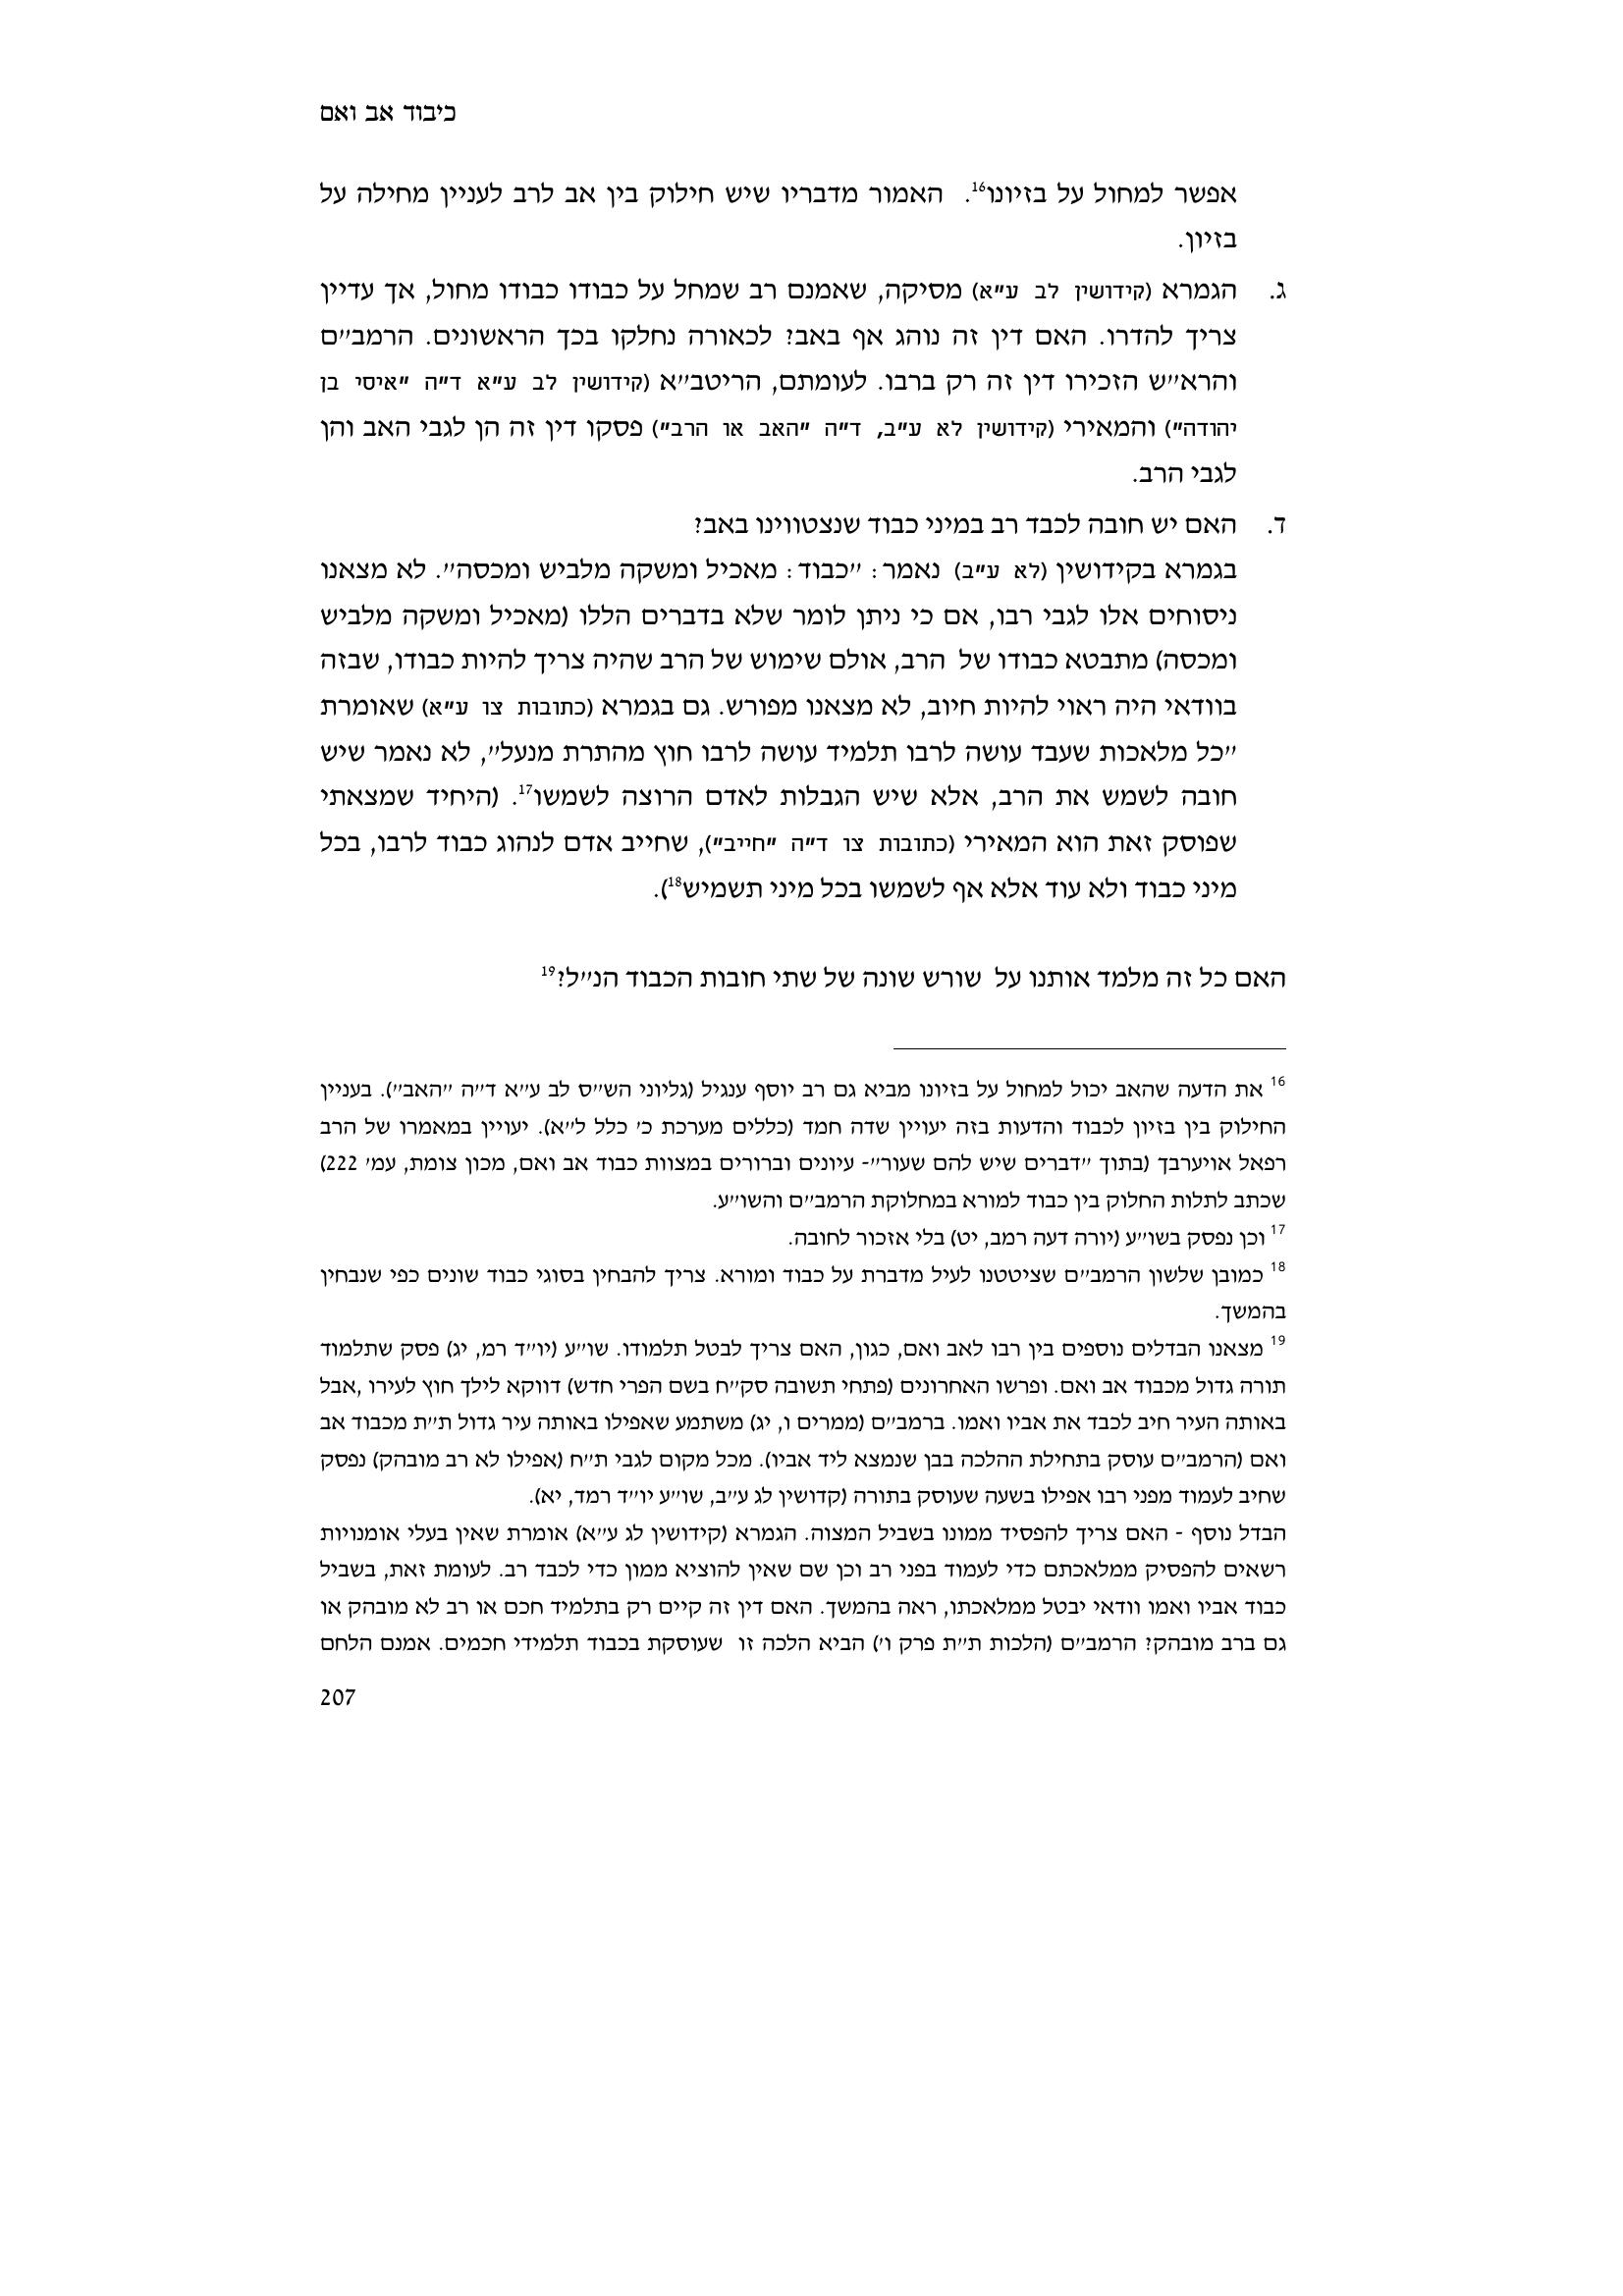 כיבוד אב ואם
אפשר למחול על בזיונו16. האמור מדבריו שיש חילוק בין אב לרב לעניין מחילה על
בזיון.
ג. הגמרא (קידושין לב ע"א) מסיקה, שאמנם רב שמחל על כבודו כבודו מחול, אך עדיין
צריך להדרו. האם דין זה נוהג אף באב? לכאורה נחלקו בכך הראשונים. הרמב"ם
והרא"ש הזכירו דין זה רק ברבו. לעומתם, הריטב"א (קידושין לב ע"א ד"ה "איסי בן
יהודה") והמאירי (קידושין לא ע"ב, ד"ה "האב או הרב") פסקו דין זה הן לגבי האב והן
לגבי הרב.
ד. האם יש חובה לכבד רב במיני כבוד שנצטווינו באב?
בגמרא בקידושין (לא ע"ב) נאמר: "כבוד: מאכיל ומשקה מלביש ומכסה". לא מצאנו
ניסוחים אלו לגבי רבו, אם כי ניתן לומר שלא בדברים הללו (מאכיל ומשקה מלביש
ומכסה) מתבטא כבודו של הרב, אולם שימוש של הרב שהיה צריך להיות כבודו, שבזה
בוודאי היה ראוי להיות חיוב, לא מצאנו מפורש. גם בגמרא (כתובות צו ע"א) שאומרת
"כל מלאכות שעבד עושה לרבו תלמיד עושה לרבו חוץ מהתרת מנעל", לא נאמר שיש
חובה לשמש את הרב, אלא שיש הגבלות לאדם הרוצה לשמשו17. (היחיד שמצאתי
שפוסק זאת הוא המאירי (כתובות צו ד"ה "חייב"), שחייב אדם לנהוג כבוד לרבו, בכל
מיני כבוד ולא עוד אלא אף לשמשו בכל מיני תשמיש18).
האם כל זה מלמד אותנו על שורש שונה של שתי חובות הכבוד הנ"ל?19
16 את הדעה שהאב יכול למחול על בזיונו מביא גם רב יוסף ענגיל (גליוני הש"ס לב ע"א ד"ה "האב"). בעניין
החילוק בין בזיון לכבוד והדעות בזה יעויין שדה חמד (כללים מערכת כ' כלל ל"א). יעויין במאמרו של הרב
רפאל אויערבך (בתוך "דברים שיש להם שעור"- עיונים וברורים במצוות כבוד אב ואם, מכון צומת, עמ' 222)
שכתב לתלות החלוק בין כבוד למורא במחלוקת הרמב"ם והשו"ע.
17 וכן נפסק בשו"ע (יורה דעה רמב, יט) בלי אזכור לחובה.
18 כמובן שלשון הרמב"ם שציטטנו לעיל מדברת על כבוד ומורא. צריך להבחין בסוגי כבוד שונים כפי שנבחין
בהמשך.
19 מצאנו הבדלים נוספים בין רבו לאב ואם, כגון, האם צריך לבטל תלמודו. שו"ע (יו"ד רמ, יג) פסק שתלמוד
תורה גדול מכבוד אב ואם. ופרשו האחרונים (פתחי תשובה סק"ח בשם הפרי חדש) דווקא לילך חוץ לעירו ,אבל
באותה העיר חיב לכבד את אביו ואמו. ברמב"ם (ממרים ו, יג) משתמע שאפילו באותה עיר גדול ת"ת מכבוד אב
ואם (הרמב"ם עוסק בתחילת ההלכה בבן שנמצא ליד אביו). מכל מקום לגבי ת"ח (אפילו לא רב מובהק) נפסק
שחיב לעמוד מפני רבו אפילו בשעה שעוסק בתורה (קדושין לג ע"ב, שו"ע יו"ד רמד, יא).
הבדל נוסף - האם צריך להפסיד ממונו בשביל המצוה. הגמרא (קידושין לג ע"א) אומרת שאין בעלי אומנויות
רשאים להפסיק ממלאכתם כדי לעמוד בפני רב וכן שם שאין להוציא ממון כדי לכבד רב. לעומת זאת, בשביל
כבוד אביו ואמו וודאי יבטל ממלאכתו, ראה בהמשך. האם דין זה קיים רק בתלמיד חכם או רב לא מובהק או
גם ברב מובהק? הרמב"ם (הלכות ת"ת פרק ו') הביא הלכה זו שעוסקת בכבוד תלמידי חכמים. אמנם הלחם
207